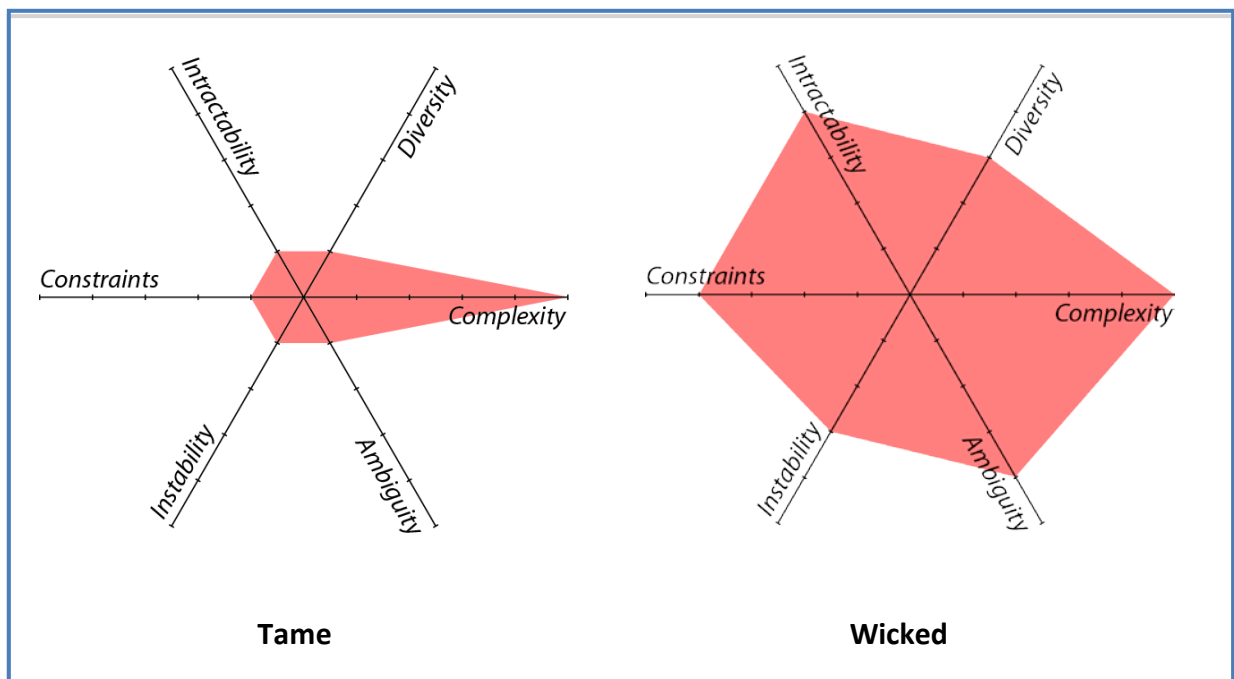 Intractability
Diversity
Constraints
Complexity
Instability
Ambiguity
Tame
Intractability
Diversity
Constraints
Complexity
Instability
Ambiguity
Wicked